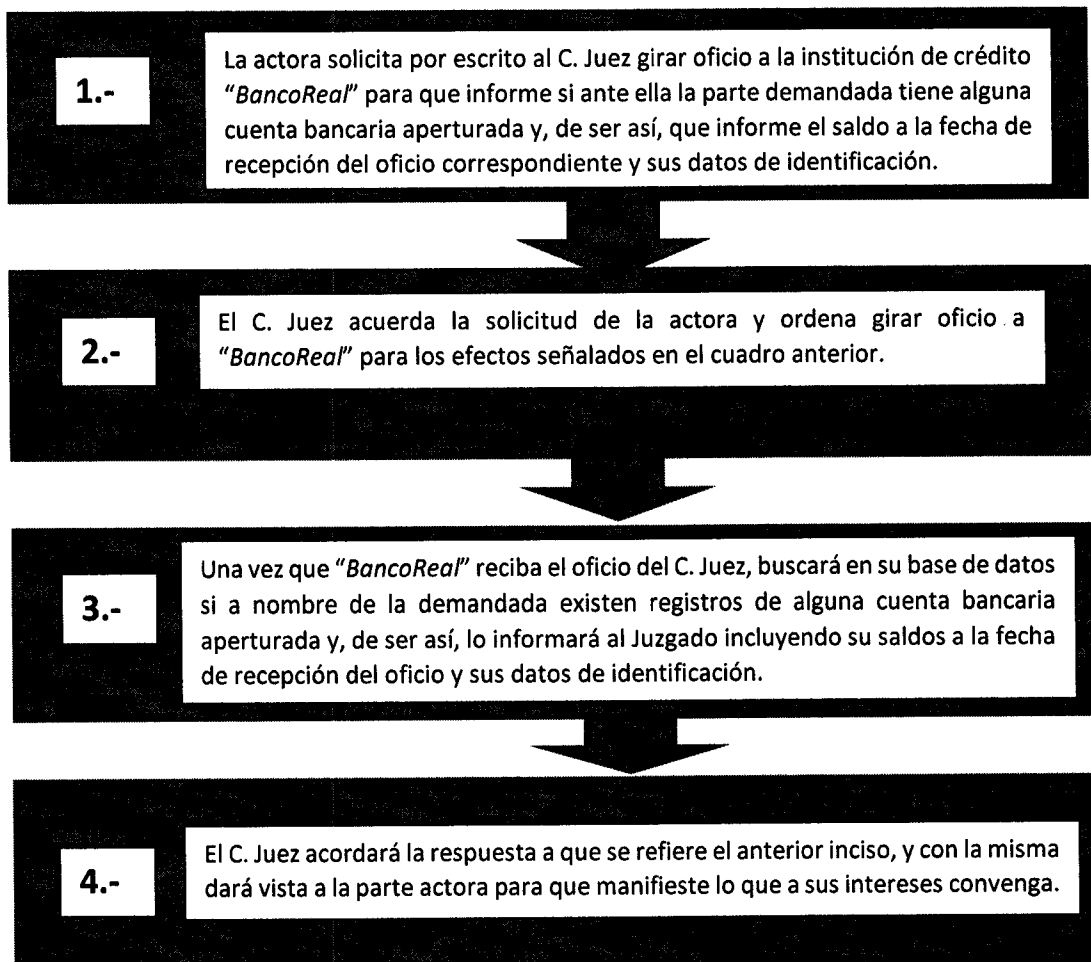 1.-
La actora solicita por escrito al C. Juez girar oficio a la institución de crédito
“BancoReal” para que informe si ante ella la parte demandada tiene alguna
cuenta bancaria aperturada y, de ser así, que informe el saldo a la fecha de
recepción del oficio correspondiente y sus datos de identificación.
2.-
El C. Juez acuerda la solicitud de la actora y ordena girar oficio a
“BancoReal” para los efectos señalados en el cuadro anterior.
3.-
Una vez que “BancoReal” reciba el oficio del C. Juez, buscará en su base de datos
si a nombre de la demandada existen registros de alguna cuenta bancaria
aperturada y, de ser así, lo informará al Juzgado incluyendo su saldos a la fecha
de recepción del oficio y sus datos de identificación.
4.-
El C. Juez acordará la respuesta a que se refiere el anterior inciso, y con la misma
dará vista a la parte actora para que manifieste lo que a sus intereses convenga.